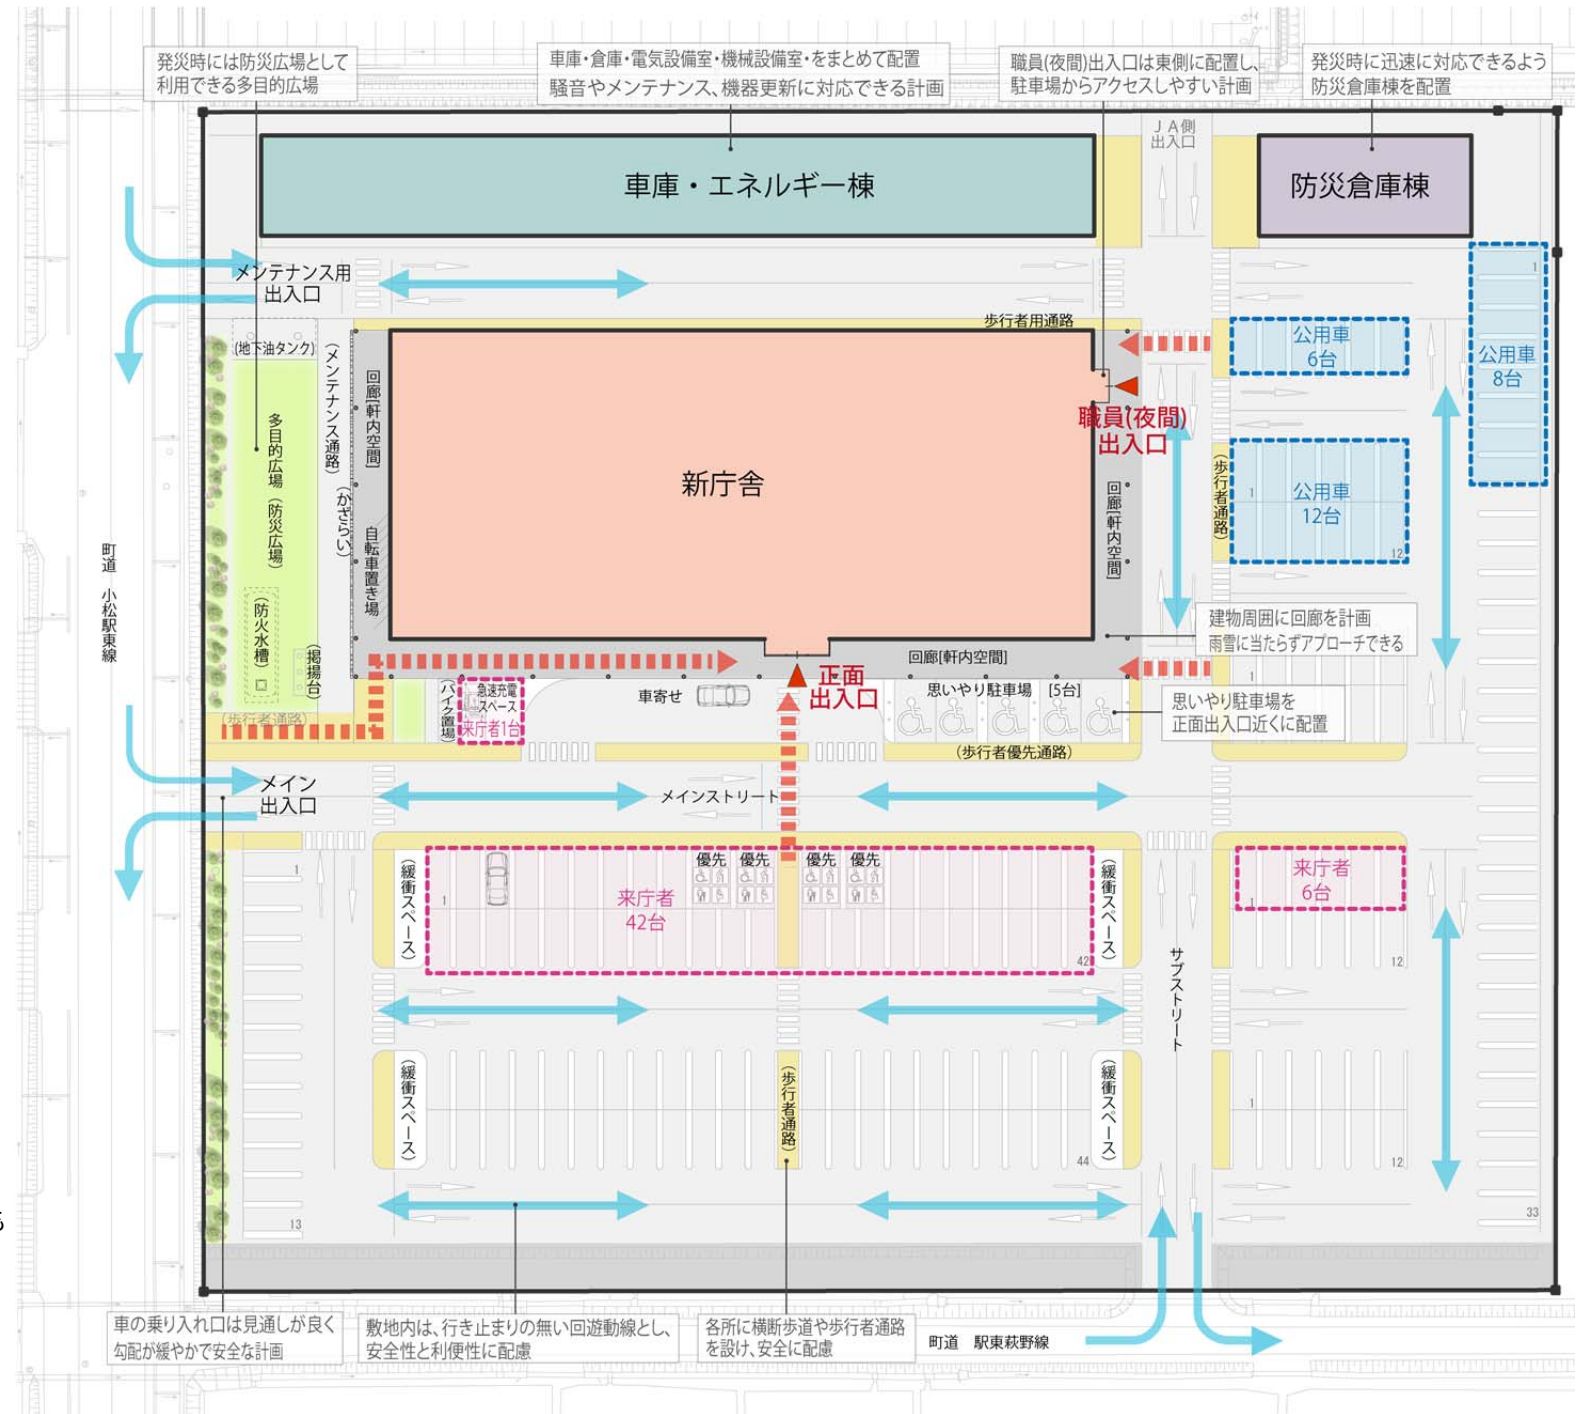 発災時には防災広場として
利用できる多目的広場
車庫・倉庫・電気設備室・機械設備室・をまとめて配置
騒音やメンテナンス、機器更新に対応できる計画
職員(夜間)出入口は東側に配置し、
駐車場からアクセスしやすい計画
発災時に迅速に対応できるよう
防災倉庫棟を配置
JA側
出入口
車庫・エネルギー棟
防災倉庫棟
メンテナンス用
出入口
1
歩行者用通路
(地下油タンク)
(メンテナンス通路)
回廊[軒内空間]
公用車
6台
公用車
8台
職員(夜間)
出入口
多目的広場(防災広場)
新庁舎
(かざらい)
自転車置き場
回廊[軒内空間]
(歩行者通路)
公用車
12台
1
12
町道 小松駅東線
(防火水槽)
(掲揚台)
建物周囲に回廊を計画
雨雪に当たらずアプローチできる
回廊[軒内空間]
正面
出入口
(バイク置場)
急速充電
スペース
来庁者1台
車寄せ
思いやり駐車場 [5台]
思いやり駐車場を
正面出入口近くに配置
(歩行者通路)
(歩行者優先通路)
メイン
出入口
メインストリート
1
(緩衝スペース)
優先
優先
優先
優先
来庁者
42台
1
42
(緩衝スペース)
来庁者
6台
1
12
サブストリート
(緩衝スペース)
(歩行者通路)
(緩衝スペース)
44
1
12
13
33
も
車の乗り入れ口は見通しが良く
勾配が緩やかで安全な計画
敷地内は、行き止まりの無い回遊動線とし、
安全性と利便性に配慮
各所に横断歩道や歩行者通路
を設け、安全に配慮
町道 駅東萩野線